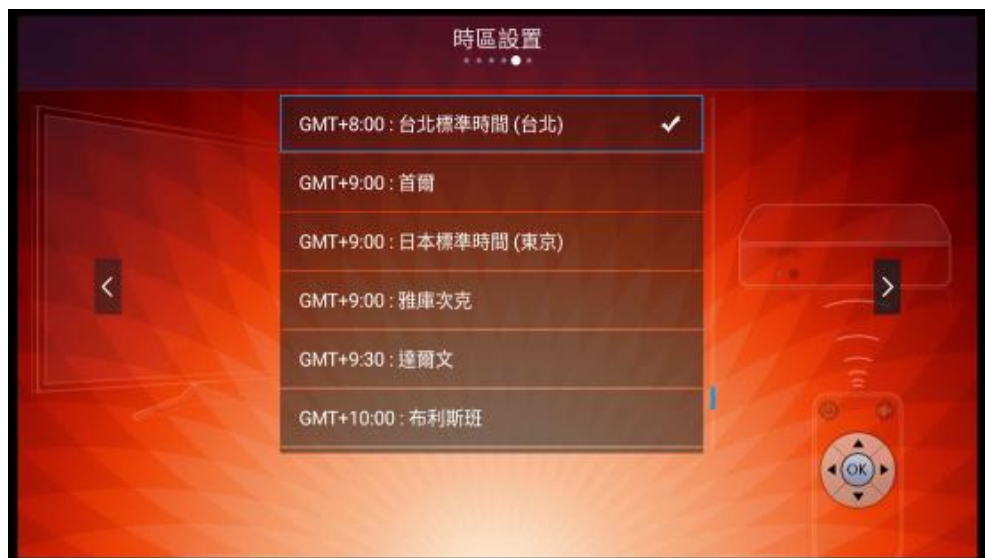 時區設置
GMT+8:00 : 台北標準時間 (台北)
GMT+9:00 : 首爾
GMT+9:00 : 日本標準時間 (東京)
GMT+9:00 : 雅庫次克
GMT+9:30 : 達爾文
GMT+10:00 : 布利斯班
OK